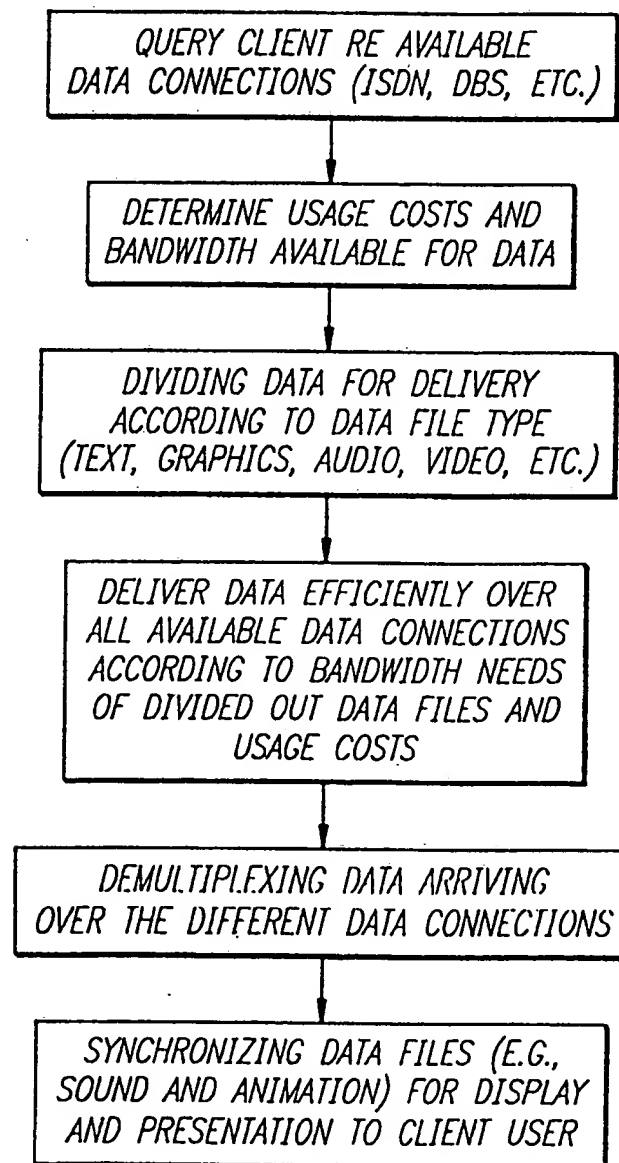 QUERY CLIENT RE AVAILABLE
DATA CONNECTIONS (ISDN, DBS, ETC.)
DETERMINE USAGE COSTS AND
BANDWIDTH AVAILABLE FOR DATA
DIVIDING DATA FOR DELIVERY
ACCORDING TO DATA FILE TYPE
(TEXT, GRAPHICS, AUDIO, VIDEO, ETC.)
DELIVER DATA EFFICIENTLY OVER
ALL AVAILABLE DATA CONNECTIONS
ACCORDING TO BANDWIDTH NEEDS
OF DIVIDED OUT DATA FILES AND
USAGE COSTS
DEMULTIPLEXING DATA ARRIVING
OVER THE DIFFERENT DATA CONNECTIONS
SYNCHRONIZING DATA FILES (E.G.,
SOUND AND ANIMATION) FOR DISPLAY
AND PRESENTATION TO CLIENT USER